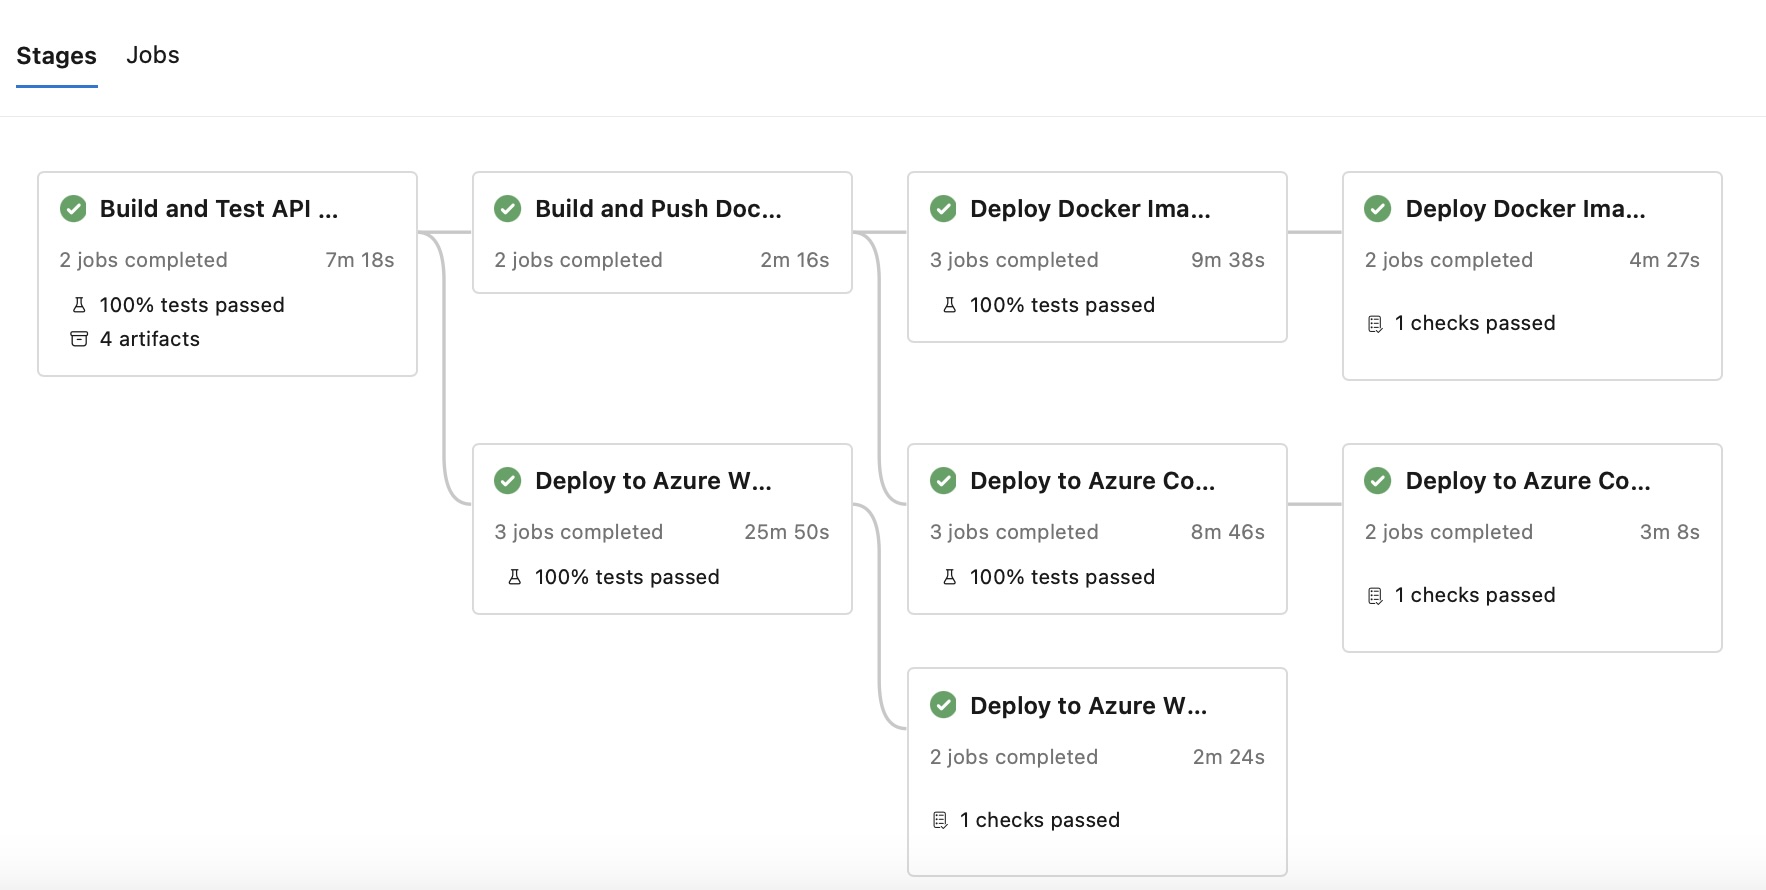 Stages Jobs
Build and Test API ...
2 jobs completed 7m 18s
100% tests passed
4 artifacts
Build and Push Doc...
2 jobs completed 2m 16s
Deploy Docker Ima...
3 jobs completed 9m 38s
100% tests passed
Deploy Docker Ima...
2 jobs completed 4m 27s
1 checks passed
Deploy to Azure W...
3 jobs completed 25m 50s
100% tests passed
Deploy to Azure Co...
3 jobs completed 8m 46s
100% tests passed
Deploy to Azure Co...
2 jobs completed 3m 8s
1 checks passed
Deploy to Azure W...
2 jobs completed 2m 24s
1 checks passed